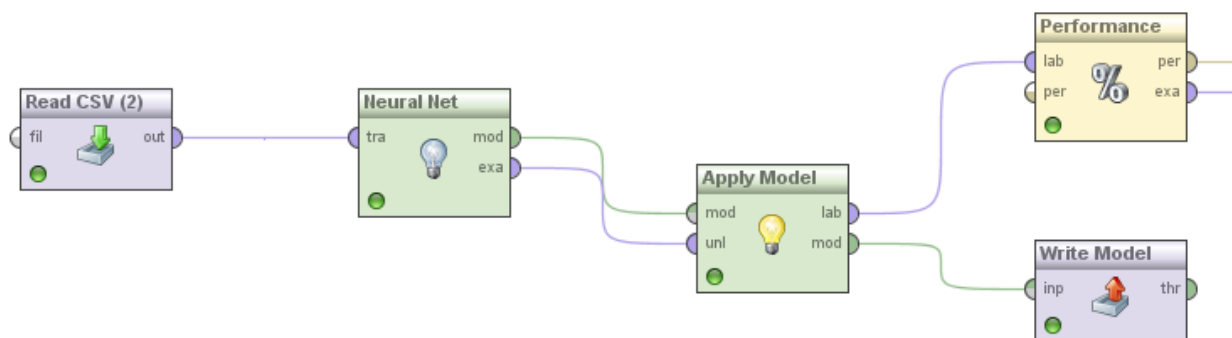 Read CSV (2)
fil out
Neural Net
tra mod
exa
Apply Model
mod lab
unl mod
Performance
lab per
per exa
%
Write Model
inp thr